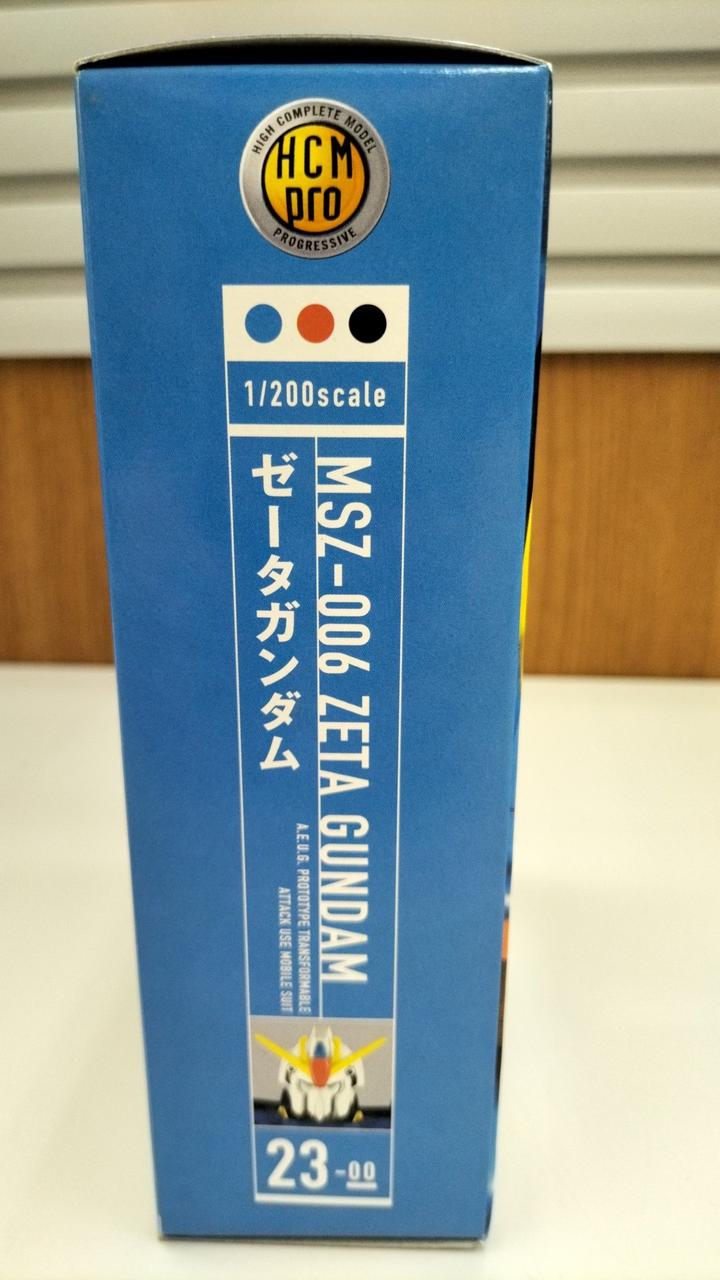 HIGH COMPLETE MODEL
HCM
pro
PROGRESSIVE
1/200scale
MSZ-006 ZETA GUNDAM
ゼータガンダム
A.E.U.G. PROTOTYPE TRANSFORMABLE
ATTACK USE MOBILE SUIT
23-00